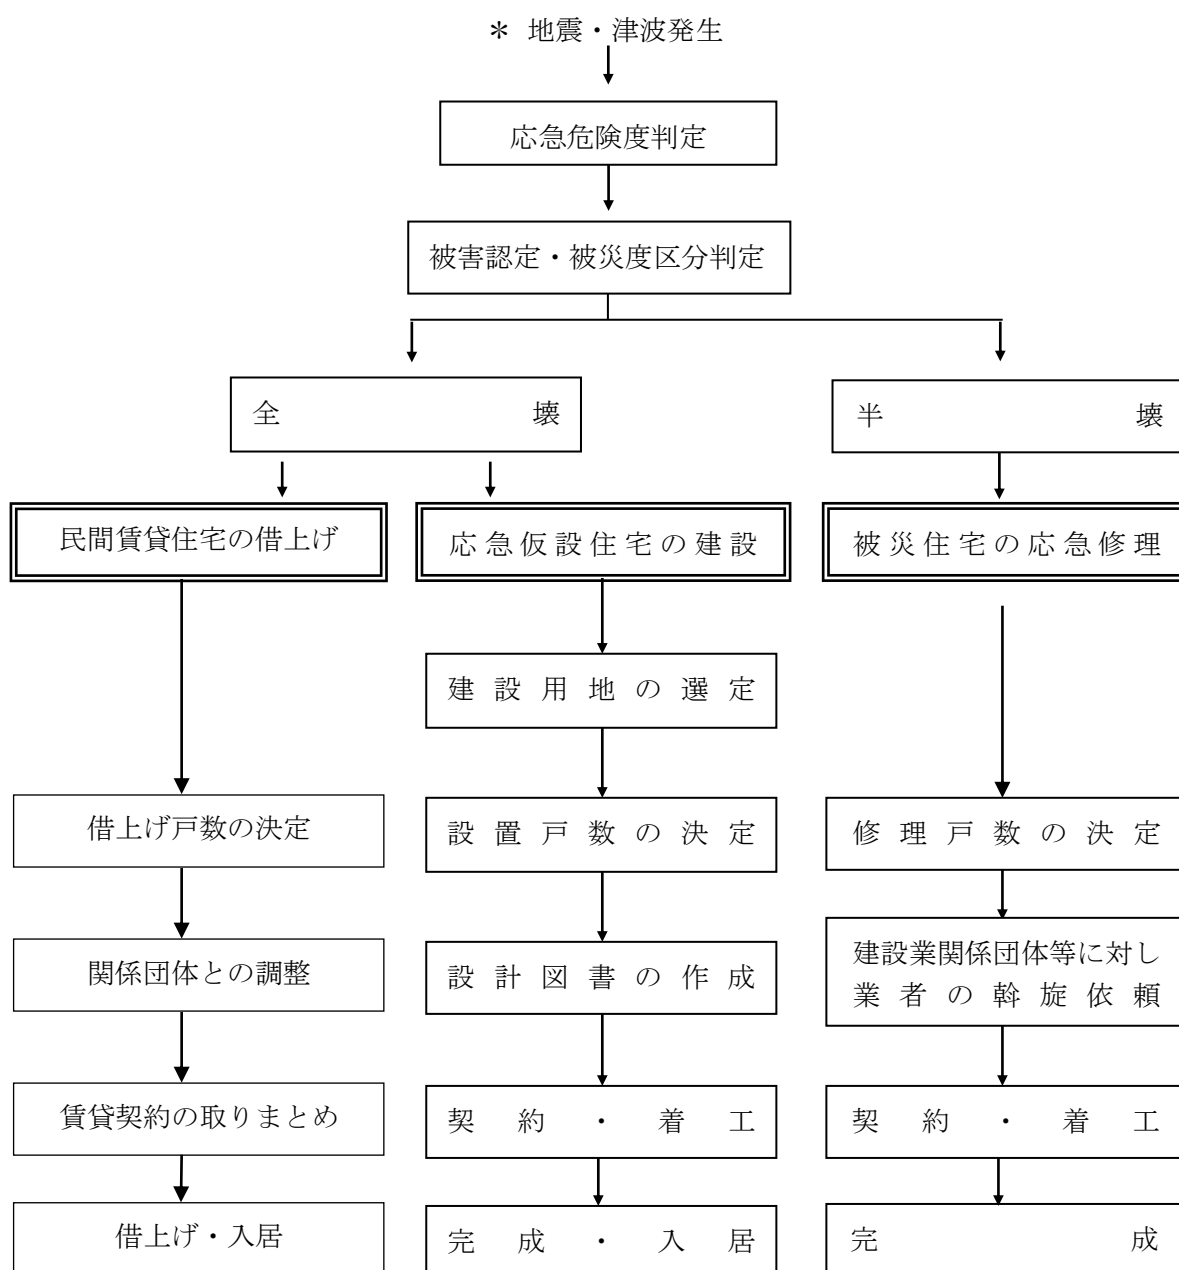 ＊ 地震・津波発生
応急危険度判定
被害認定・被災度区分判定
全壊
半壊
民間賃貸住宅の借上げ
応急仮設住宅の建設
被災住宅の応急修理
建設用地の選定
借上げ戸数の決定
設置戸数の決定
修理戸数の決定
関係団体との調整
設計図書の作成
建設業関係団体等に対し
業者の斡旋依頼
賃貸契約の取りまとめ
契約・着工
契約・着工
借上げ・入居
完成・入居
完成